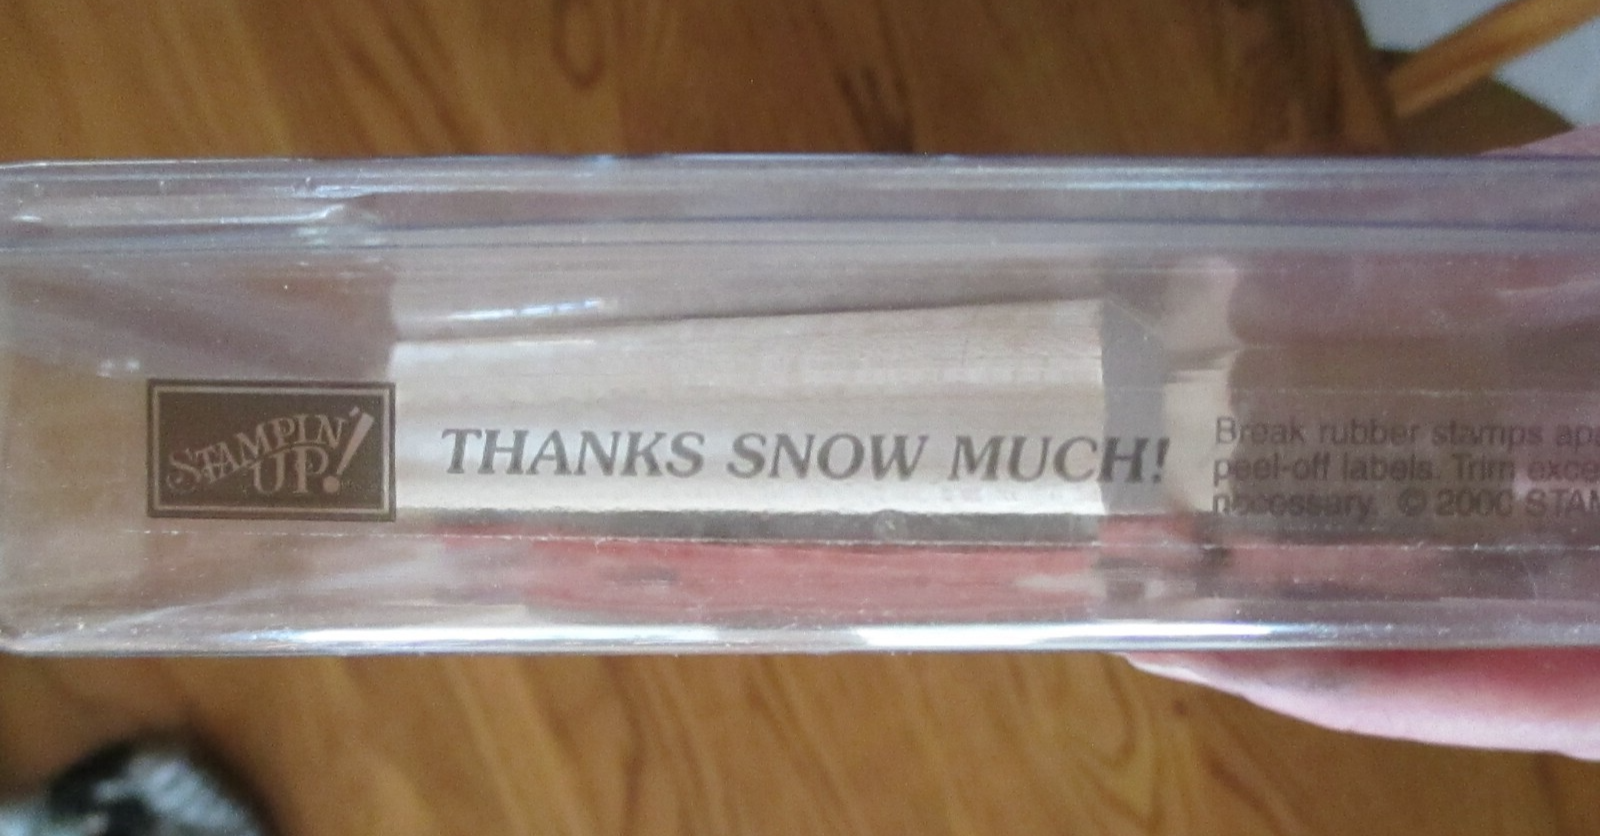 STAMPIN' UP!
THANKS SNOW MUCH!
Break rubber stamps
peel-off labels. Trim
necessary. © 2000